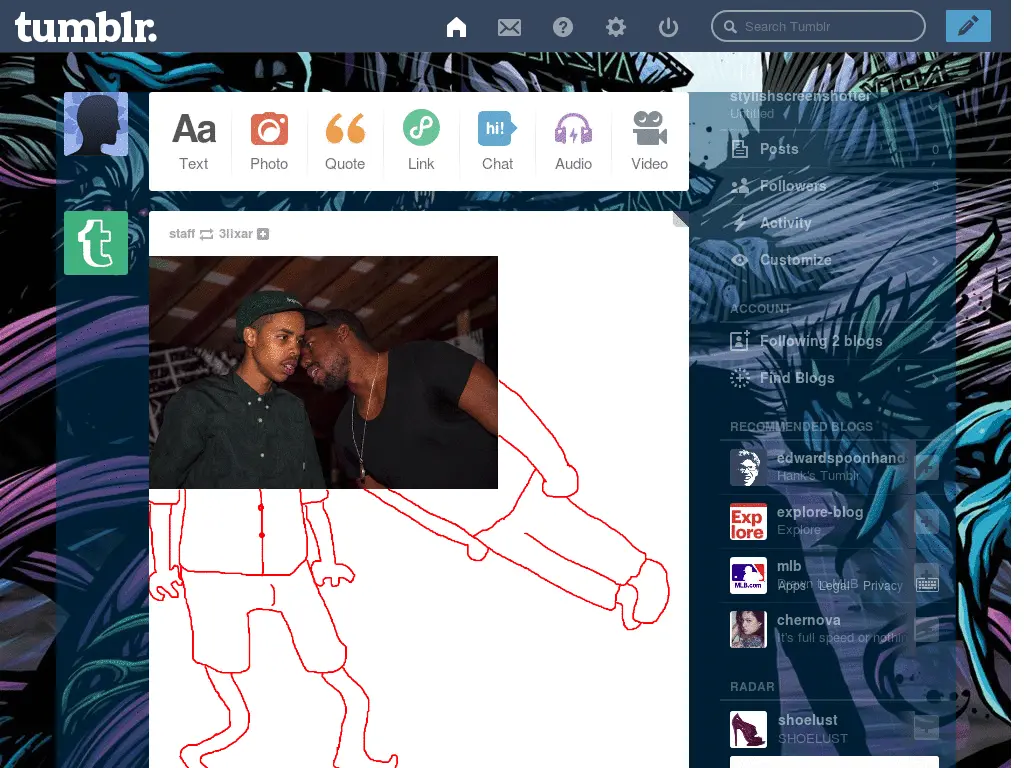 tumblr.
Search Tumblr
Aa
hi!
Text
Photo
Quote
Link
Chat
Audio
Video
stylishscreenshotter
Untitled
Posts
0
Followers
3
Activity
Customize
staff 3lixar
ACCOUNT
Following 2 blogs
Find Blogs
RECOMMENDED BLOGS
edwardspoonhand
Hank's Tumblr
Exp
lore
explore-blog
Explore
MLB.com
mlb
Apps Legal Privacy
chernova
it's full speed or nothin
RADAR
shoelust
SHOELUST